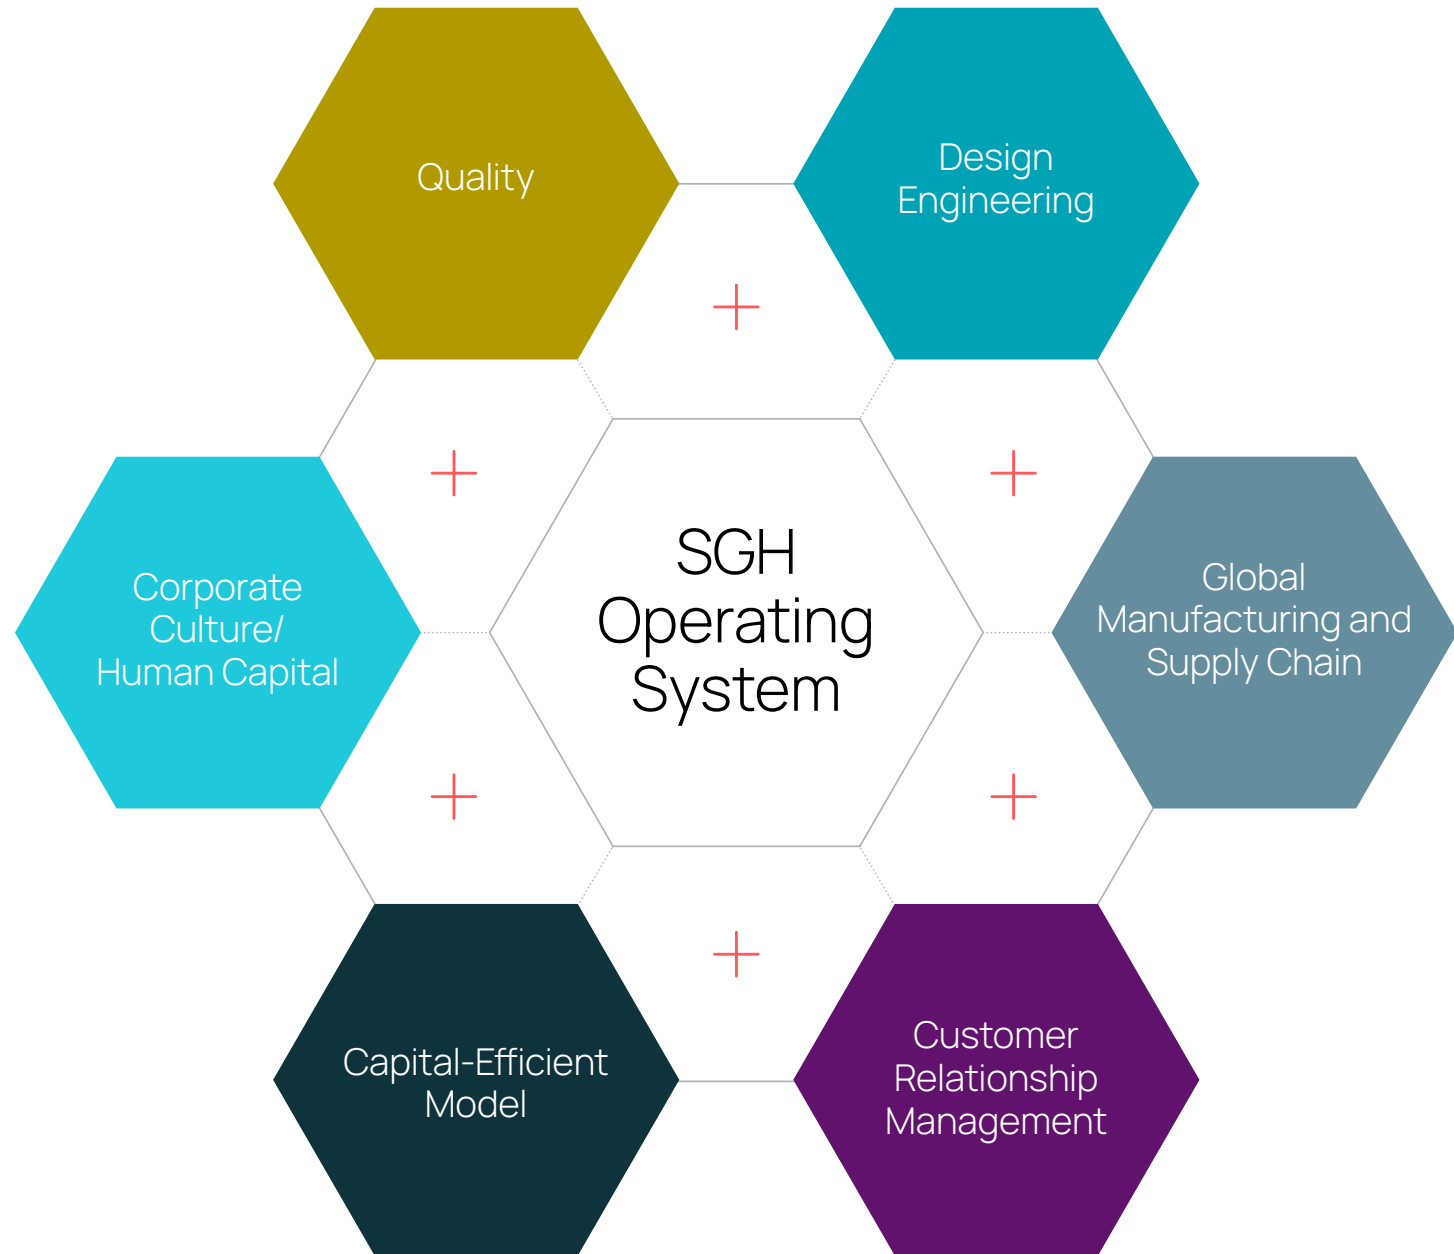 Quality
Design
Engineering
SGH
Operating
System
Corporate
Culture/
Human Capital
Global
Manufacturing and
Supply Chain
Capital-Efficient
Model
Customer
Relationship
Management